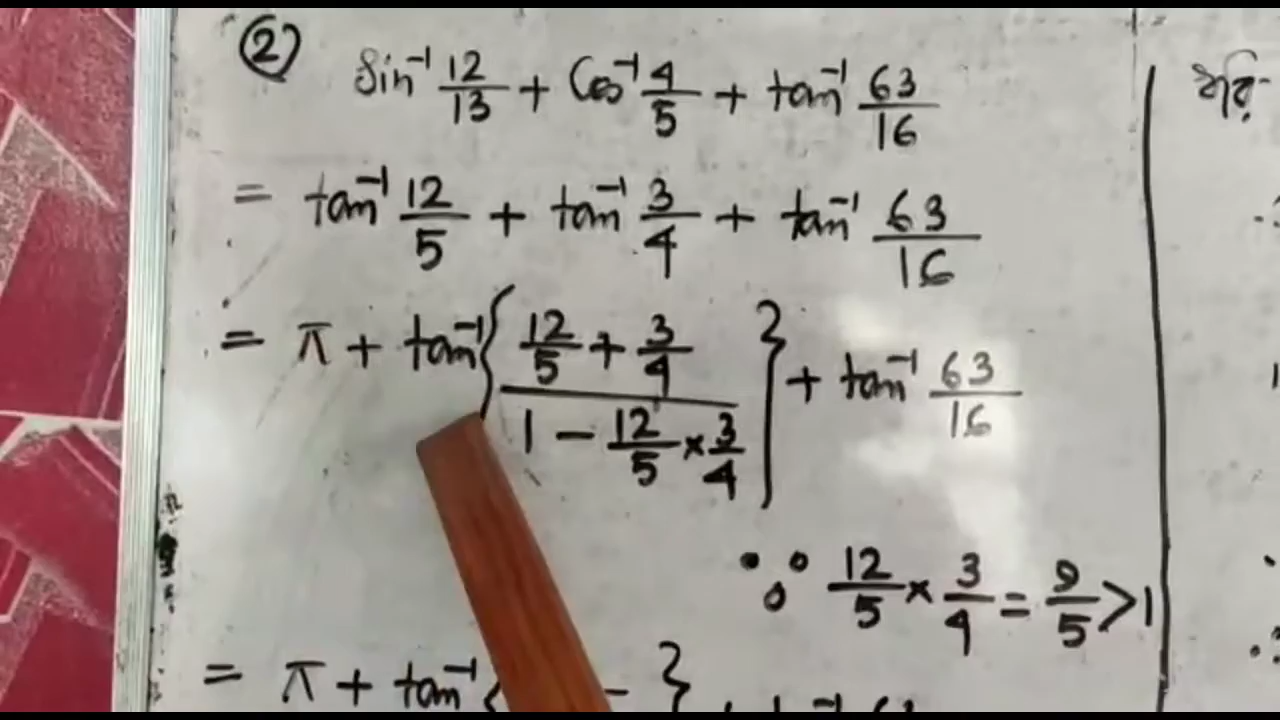 ② Sin⁻¹ 12/13 + Cos⁻¹ 4/5 + tan⁻¹ 63/16
= tan⁻¹ 12/5 + tan⁻¹ 3/4 + tan⁻¹ 63/16
= π + tan⁻¹ { (12/5 + 3/4) / (1 − 12/5 × 3/4) } + tan⁻¹ 63/16
∵ 12/5 × 3/4 = 9/5 > 1
= π + tan⁻¹ {
ধরি